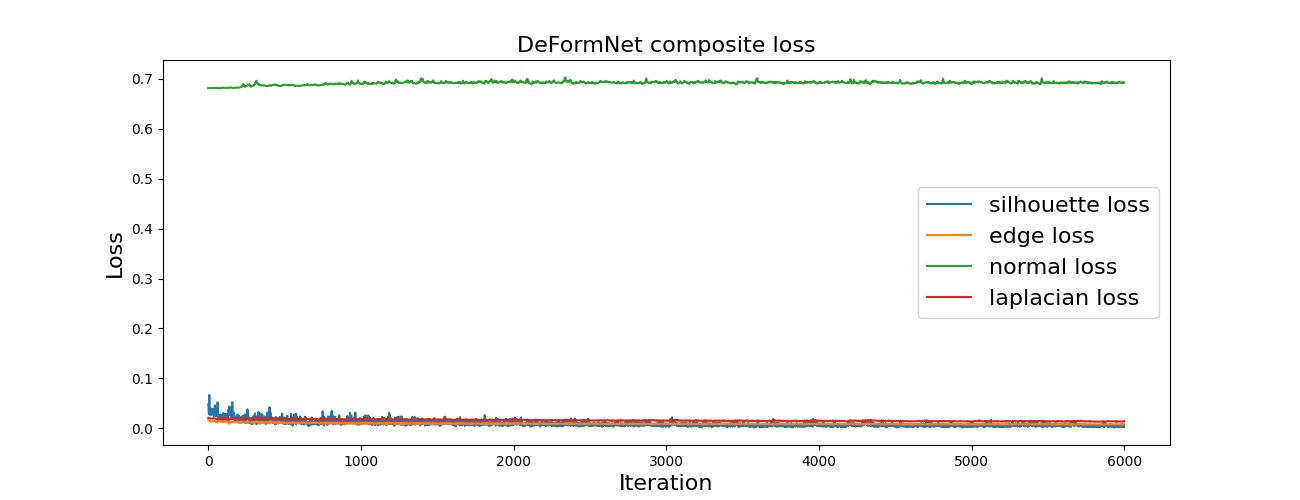 DeFormNet composite loss
Loss
0.7
0.6
0.5
0.4
0.3
0.2
0.1
0.0
silhouette loss
edge loss
normal loss
laplacian loss
0 1000 2000 3000 4000 5000 6000
Iteration